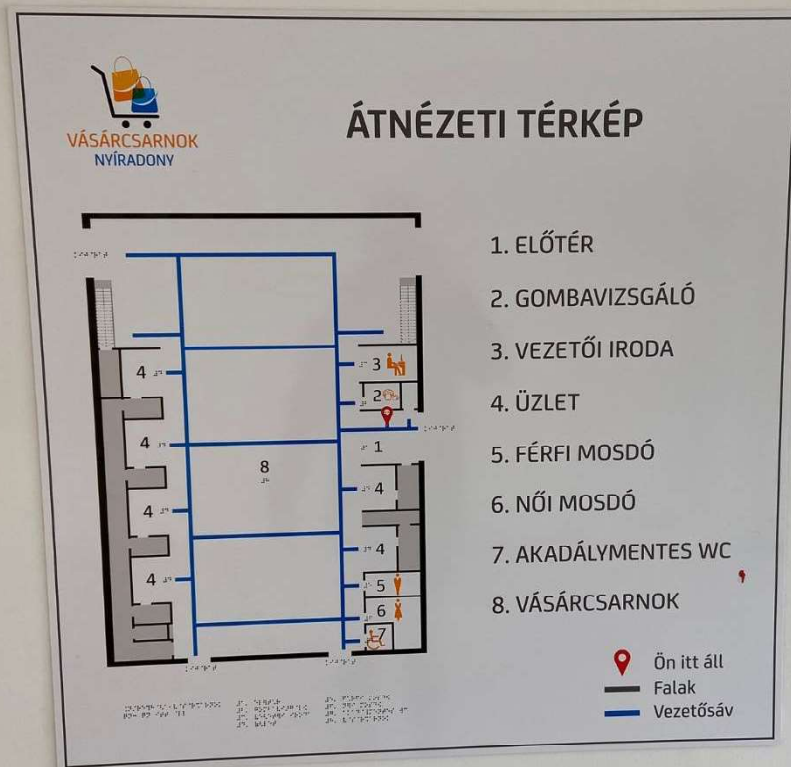 VÁSÁRCSARNOK
NYÍRADONY
ÁTNÉZETI TÉRKÉP
1. ELŐTÉR
2. GOMBAVIZSGÁLÓ
3. VEZETŐI IRODA
4. ÜZLET
5. FÉRFI MOSDÓ
6. NŐI MOSDÓ
7. AKADÁLYMENTES WC
8. VÁSÁRCSARNOK
4
3
2
4
1
8
4
4
4
4
5
6
7
Ön itt áll
Falak
Vezetősáv